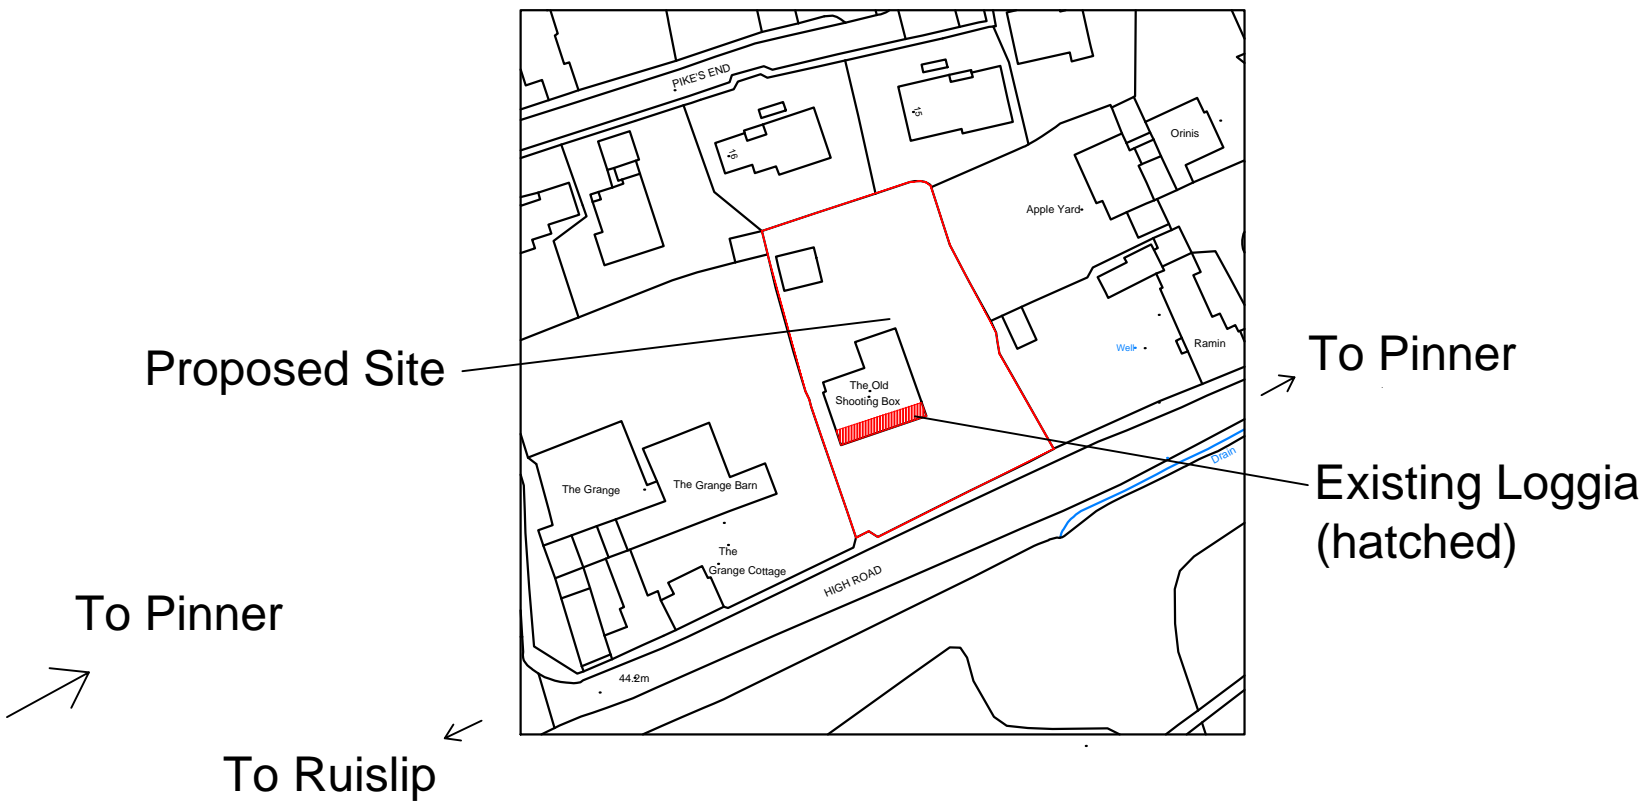 PIKE'S END
15
16
Orinis
Apple Yard
Proposed Site
To Pinner
Well
Ramin
The Old
Shooting Box
Drain
Existing Loggia
(hatched)
The Grange
The Grange Barn
The
Grange Cottage
HIGH ROAD
To Pinner
44.2m
To Ruislip